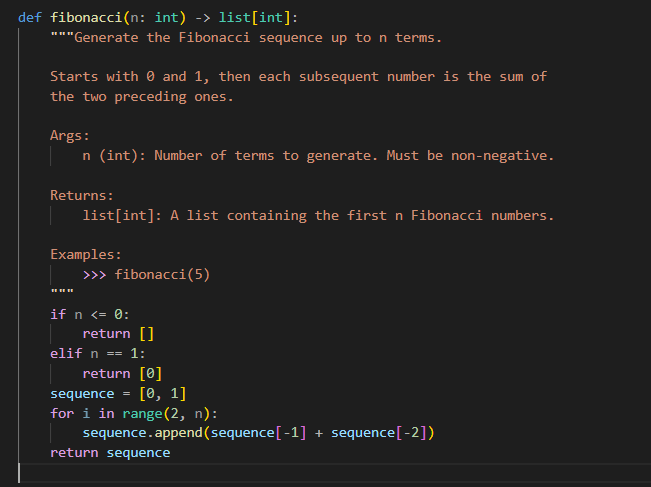 def fibonacci(n: int) -> list[int]:
    """Generate the Fibonacci sequence up to n terms.

    Starts with 0 and 1, then each subsequent number is the sum of
    the two preceding ones.

    Args:
        n (int): Number of terms to generate. Must be non-negative.

    Returns:
        list[int]: A list containing the first n Fibonacci numbers.

    Examples:
        >>> fibonacci(5)
    """
    if n <= 0:
        return []
    elif n == 1:
        return [0]
    sequence = [0, 1]
    for i in range(2, n):
        sequence.append(sequence[-1] + sequence[-2])
    return sequence